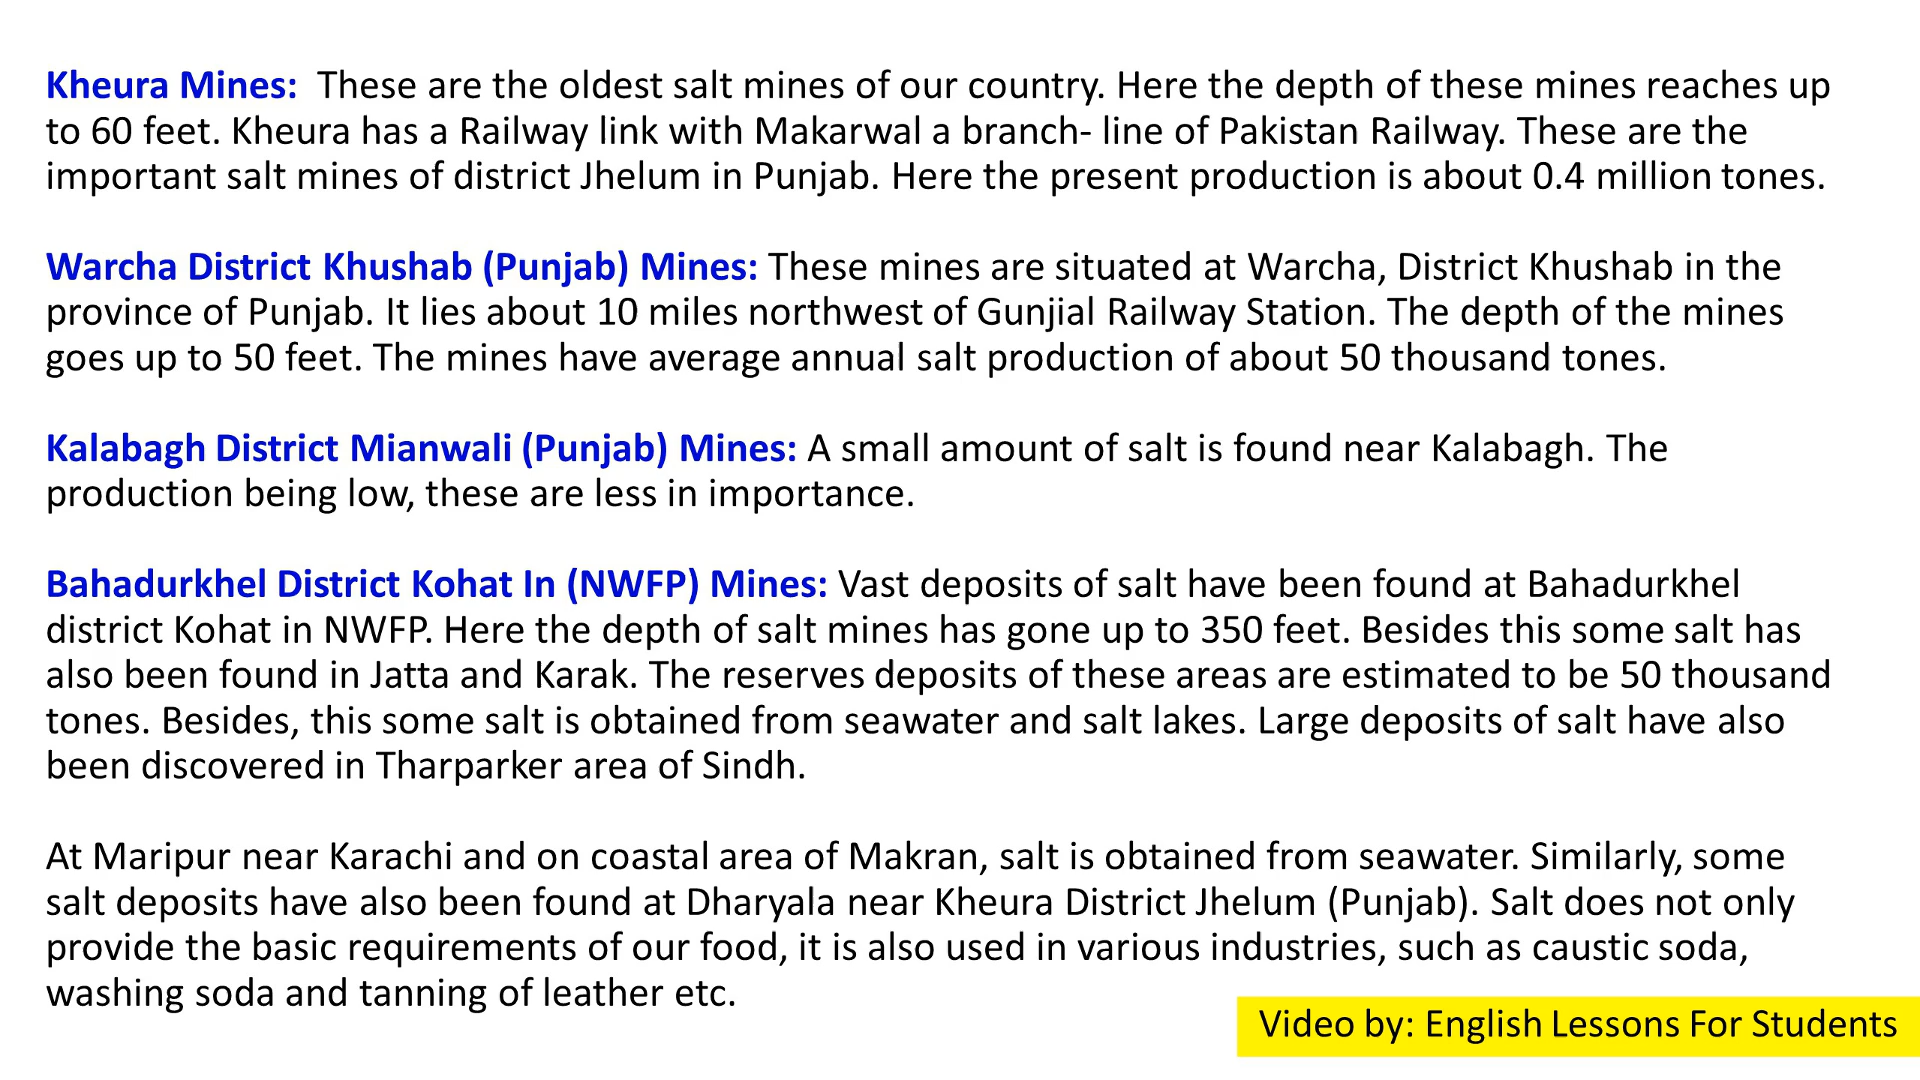 Kheura Mines: These are the oldest salt mines of our country. Here the depth of these mines reaches up
to 60 feet. Kheura has a Railway link with Makarwal a branch- line of Pakistan Railway. These are the
important salt mines of district Jhelum in Punjab. Here the present production is about 0.4 million tones.
Warcha District Khushab (Punjab) Mines: These mines are situated at Warcha, District Khushab in the
province of Punjab. It lies about 10 miles northwest of Gunjial Railway Station. The depth of the mines
goes up to 50 feet. The mines have average annual salt production of about 50 thousand tones.
Kalabagh District Mianwali (Punjab) Mines: A small amount of salt is found near Kalabagh. The
production being low, these are less in importance.
Bahadurkhel District Kohat In (NWFP) Mines: Vast deposits of salt have been found at Bahadurkhel
district Kohat in NWFP. Here the depth of salt mines has gone up to 350 feet. Besides this some salt has
also been found in Jatta and Karak. The reserves deposits of these areas are estimated to be 50 thousand
tones. Besides, this some salt is obtained from seawater and salt lakes. Large deposits of salt have also
been discovered in Tharparker area of Sindh.
At Maripur near Karachi and on coastal area of Makran, salt is obtained from seawater. Similarly, some
salt deposits have also been found at Dharyala near Kheura District Jhelum (Punjab). Salt does not only
provide the basic requirements of our food, it is also used in various industries, such as caustic soda,
washing soda and tanning of leather etc.
Video by: English Lessons For Students